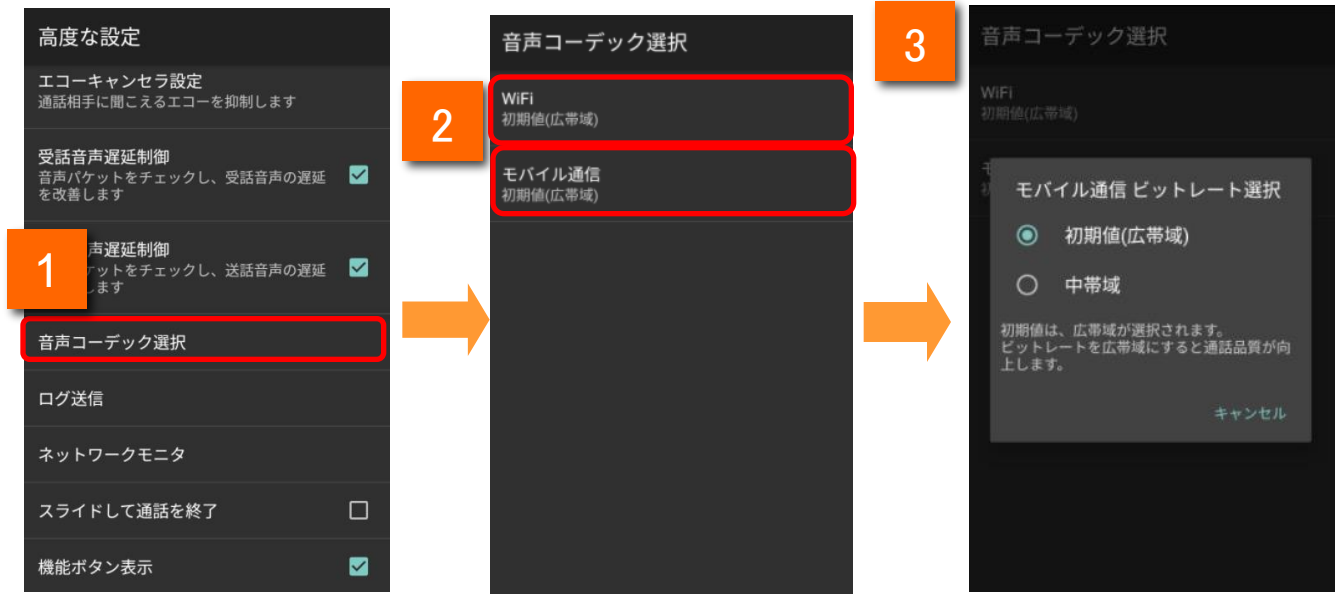 高度な設定
エコーキャンセラ設定
通話相手に聞こえるエコーを抑制します
受話音声遅延制御
音声パケットをチェックし、受話音声の遅延
を改善します
声遅延制御
ケットをチェックし、送話音声の遅延
します
1
音声コーデック選択
ログ送信
ネットワークモニタ
スライドして通話を終了
機能ボタン表示
音声コーデック選択
2
WiFi
初期値(広帯域)
モバイル通信
初期値(広帯域)
3
音声コーデック選択
WiFi
初期値(広帯域)
モバイル通信 ビットレート選択
初期値(広帯域)
中帯域
初期値は、広帯域が選択されます。
ビットレートを広帯域にすると通話品質が向
上します。
キャンセル